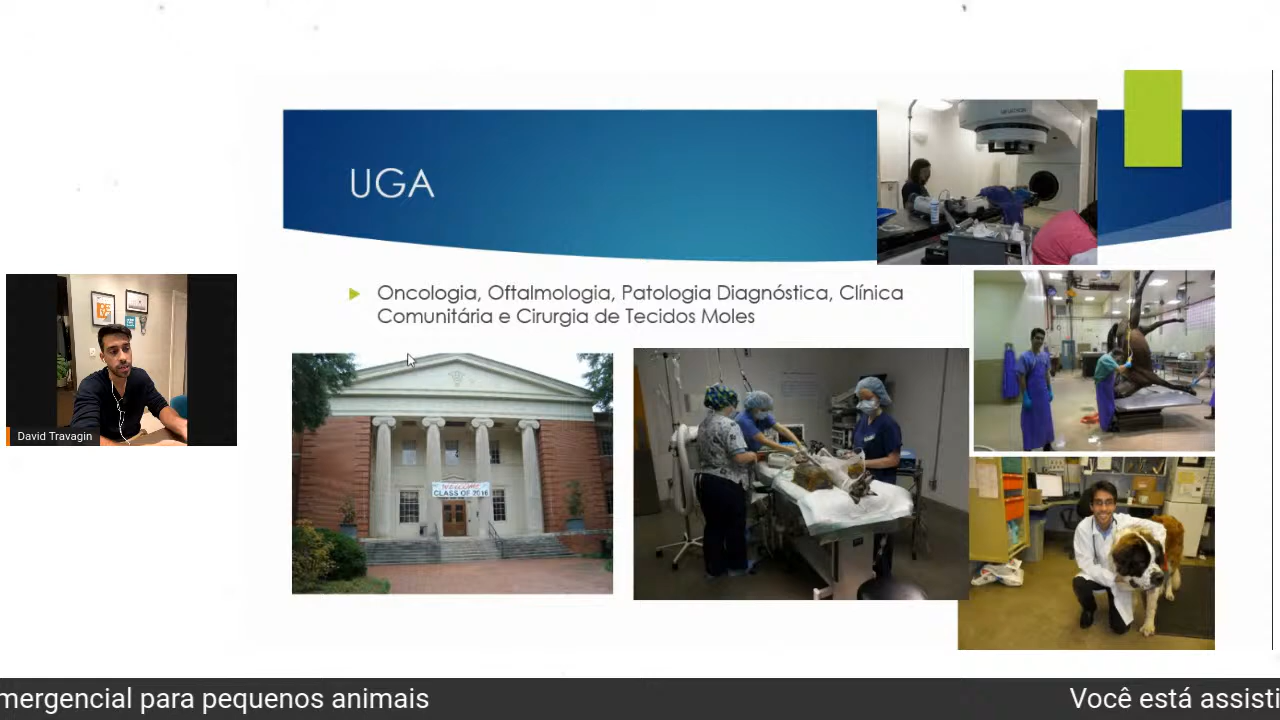 UGA
Oncologia, Oftalmologia, Patologia Diagnóstica, Clínica
Comunitária e Cirurgia de Tecidos Moles
welcome
CLASS OF 2016
David Travagin
mergencial para pequenos animais
Você está assisti